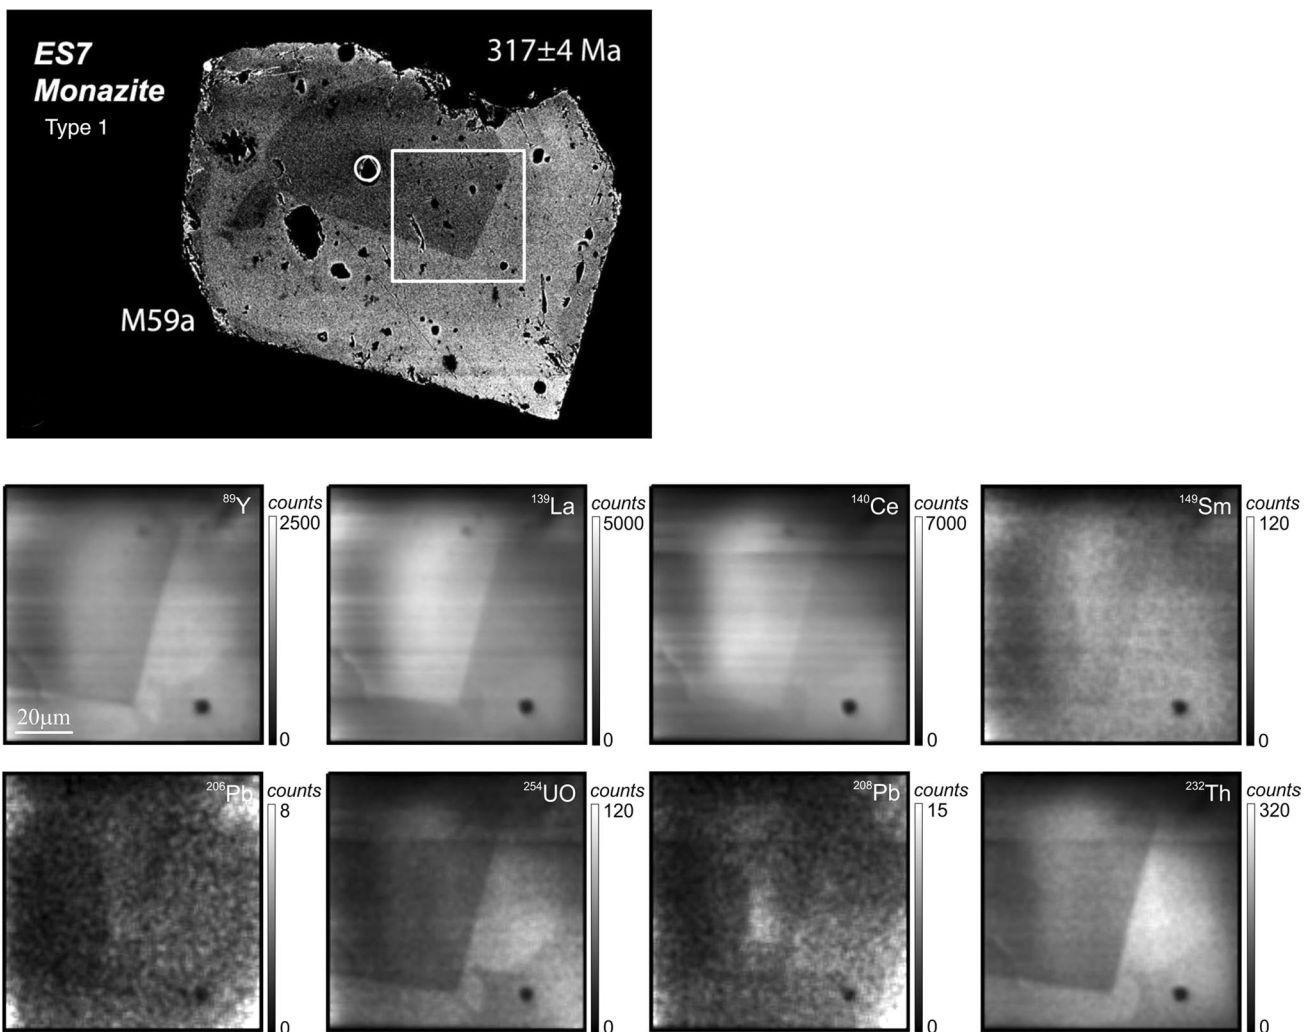 ES7
Monazite
Type 1
317±4 Ma
M59a
⁸⁹Y
counts
2500
0
20µm
¹³⁹La
counts
5000
0
¹⁴⁰Ce
counts
7000
0
¹⁴⁹Sm
counts
120
0
²⁰⁶Pb
counts
8
0
²⁵⁴UO
counts
120
0
²⁰⁸Pb
counts
15
0
²³²Th
counts
320
0